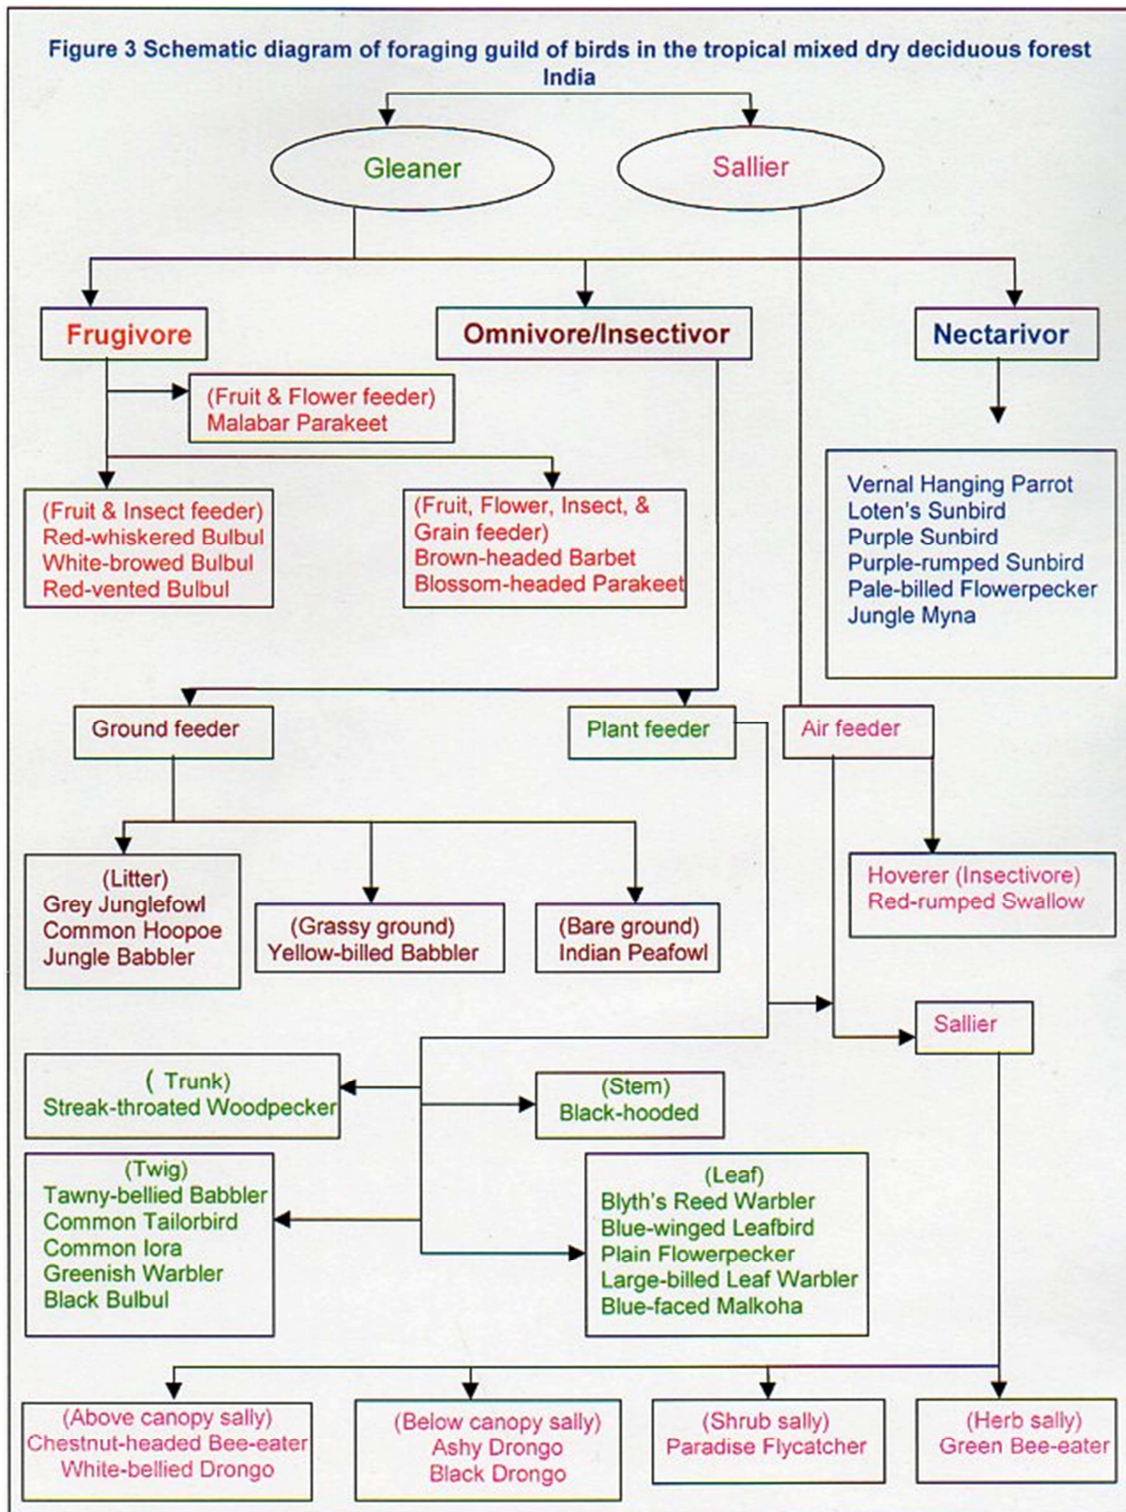 Figure 3 Schematic diagram of foraging guild of birds in the tropical mixed dry deciduous forest
India
Gleaner
Sallier
Frugivore
Omnivore/Insectivor
Nectarivor
(Fruit & Flower feeder)
Malabar Parakeet
(Fruit & Insect feeder)
Red-whiskered Bulbul
White-browed Bulbul
Red-vented Bulbul
(Fruit, Flower, Insect, &
Grain feeder)
Brown-headed Barbet
Blossom-headed Parakeet
Vernal Hanging Parrot
Loten's Sunbird
Purple Sunbird
Purple-rumped Sunbird
Pale-billed Flowerpecker
Jungle Myna
Ground feeder
Plant feeder
Air feeder
(Litter)
Grey Junglefowl
Common Hoopoe
Jungle Babbler
(Grassy ground)
Yellow-billed Babbler
(Bare ground)
Indian Peafowl
Hoverer (Insectivore)
Red-rumped Swallow
Sallier
( Trunk)
Streak-throated Woodpecker
(Stem)
Black-hooded
(Twig)
Tawny-bellied Babbler
Common Tailorbird
Common Iora
Greenish Warbler
Black Bulbul
(Leaf)
Blyth's Reed Warbler
Blue-winged Leafbird
Plain Flowerpecker
Large-billed Leaf Warbler
Blue-faced Malkoha
(Above canopy sally)
Chestnut-headed Bee-eater
White-bellied Drongo
(Below canopy sally)
Ashy Drongo
Black Drongo
(Shrub sally)
Paradise Flycatcher
(Herb sally)
Green Bee-eater